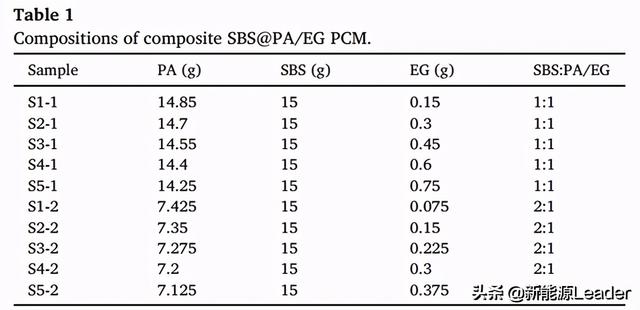 Table 1
Compositions of composite SBS@PA/EG PCM.
Sample PA (g) SBS (g) EG (g) SBS:PA/EG
S1-1 14.85 15 0.15 1:1
S2-1 14.7 15 0.3 1:1
S3-1 14.55 15 0.45 1:1
S4-1 14.4 15 0.6 1:1
S5-1 14.25 15 0.75 1:1
S1-2 7.425 15 0.075 2:1
S2-2 7.35 15 0.15 2:1
S3-2 7.275 15 0.225 2:1
S4-2 7.2 15 0.3 2:1
S5-2 7.125 15 0.375
头条 @新能源Leader